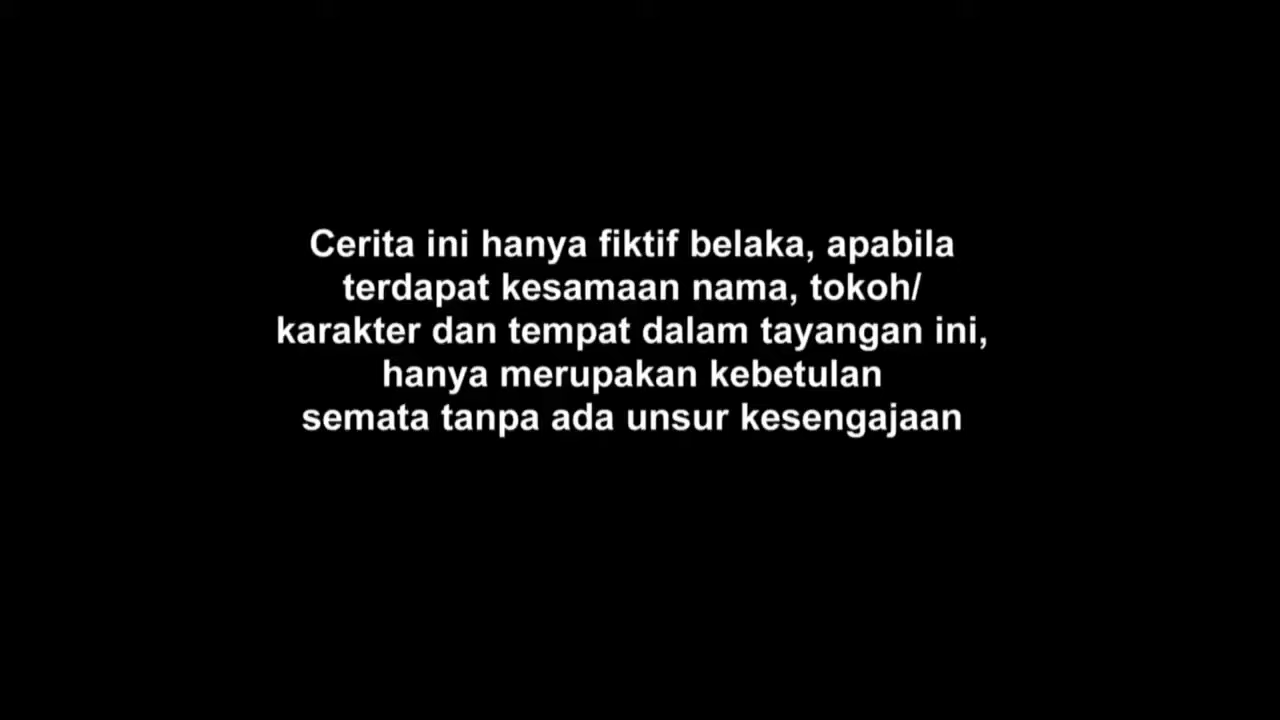 Cerita ini hanya fiktif belaka, apabila
terdapat kesamaan nama, tokoh/
karakter dan tempat dalam tayangan ini,
hanya merupakan kebetulan
semata tanpa ada unsur kesengajaan